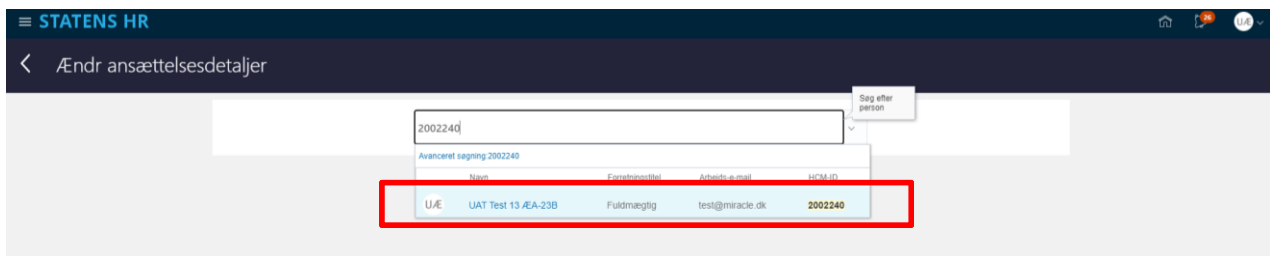 STATENS HR
26
UÆ
Ændr ansættelsesdetaljer
Søg efter
person
2002240
Avanceret søgning:2002240
Navn Forretningstitel Arbejds-e-mail HCM-ID
UÆ UAT Test 13 ÆA-23B Fuldmægtig test@miracle.dk 2002240